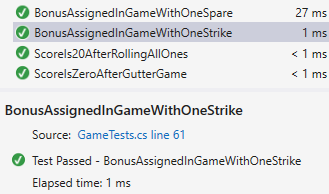 BonusAssignedInGameWithOneSpare 27 ms
BonusAssignedInGameWithOneStrike 1 ms
ScoreIs20AfterRollingAllOnes < 1 ms
ScoreIsZeroAfterGutterGame < 1 ms
BonusAssignedInGameWithOneStrike
Source: GameTests.cs line 61
Test Passed - BonusAssignedInGameWithOneStrike
Elapsed time: 1 ms